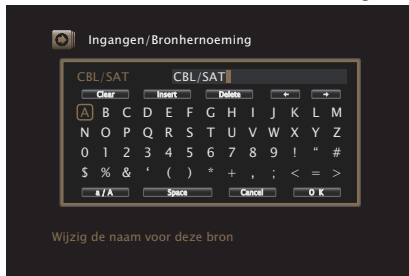 Ingangen/Bronhernoeming
CBL/SAT CBL/SAT
Clear Insert Delete ← →
A B C D E F G H I J K L M
N O P Q R S T U V W X Y Z
0 1 2 3 4 5 6 7 8 9 ! “ #
$ % & ‘ ( ) * + , ; < = >
a / A Space Cancel O K
Wijzig de naam voor deze bron